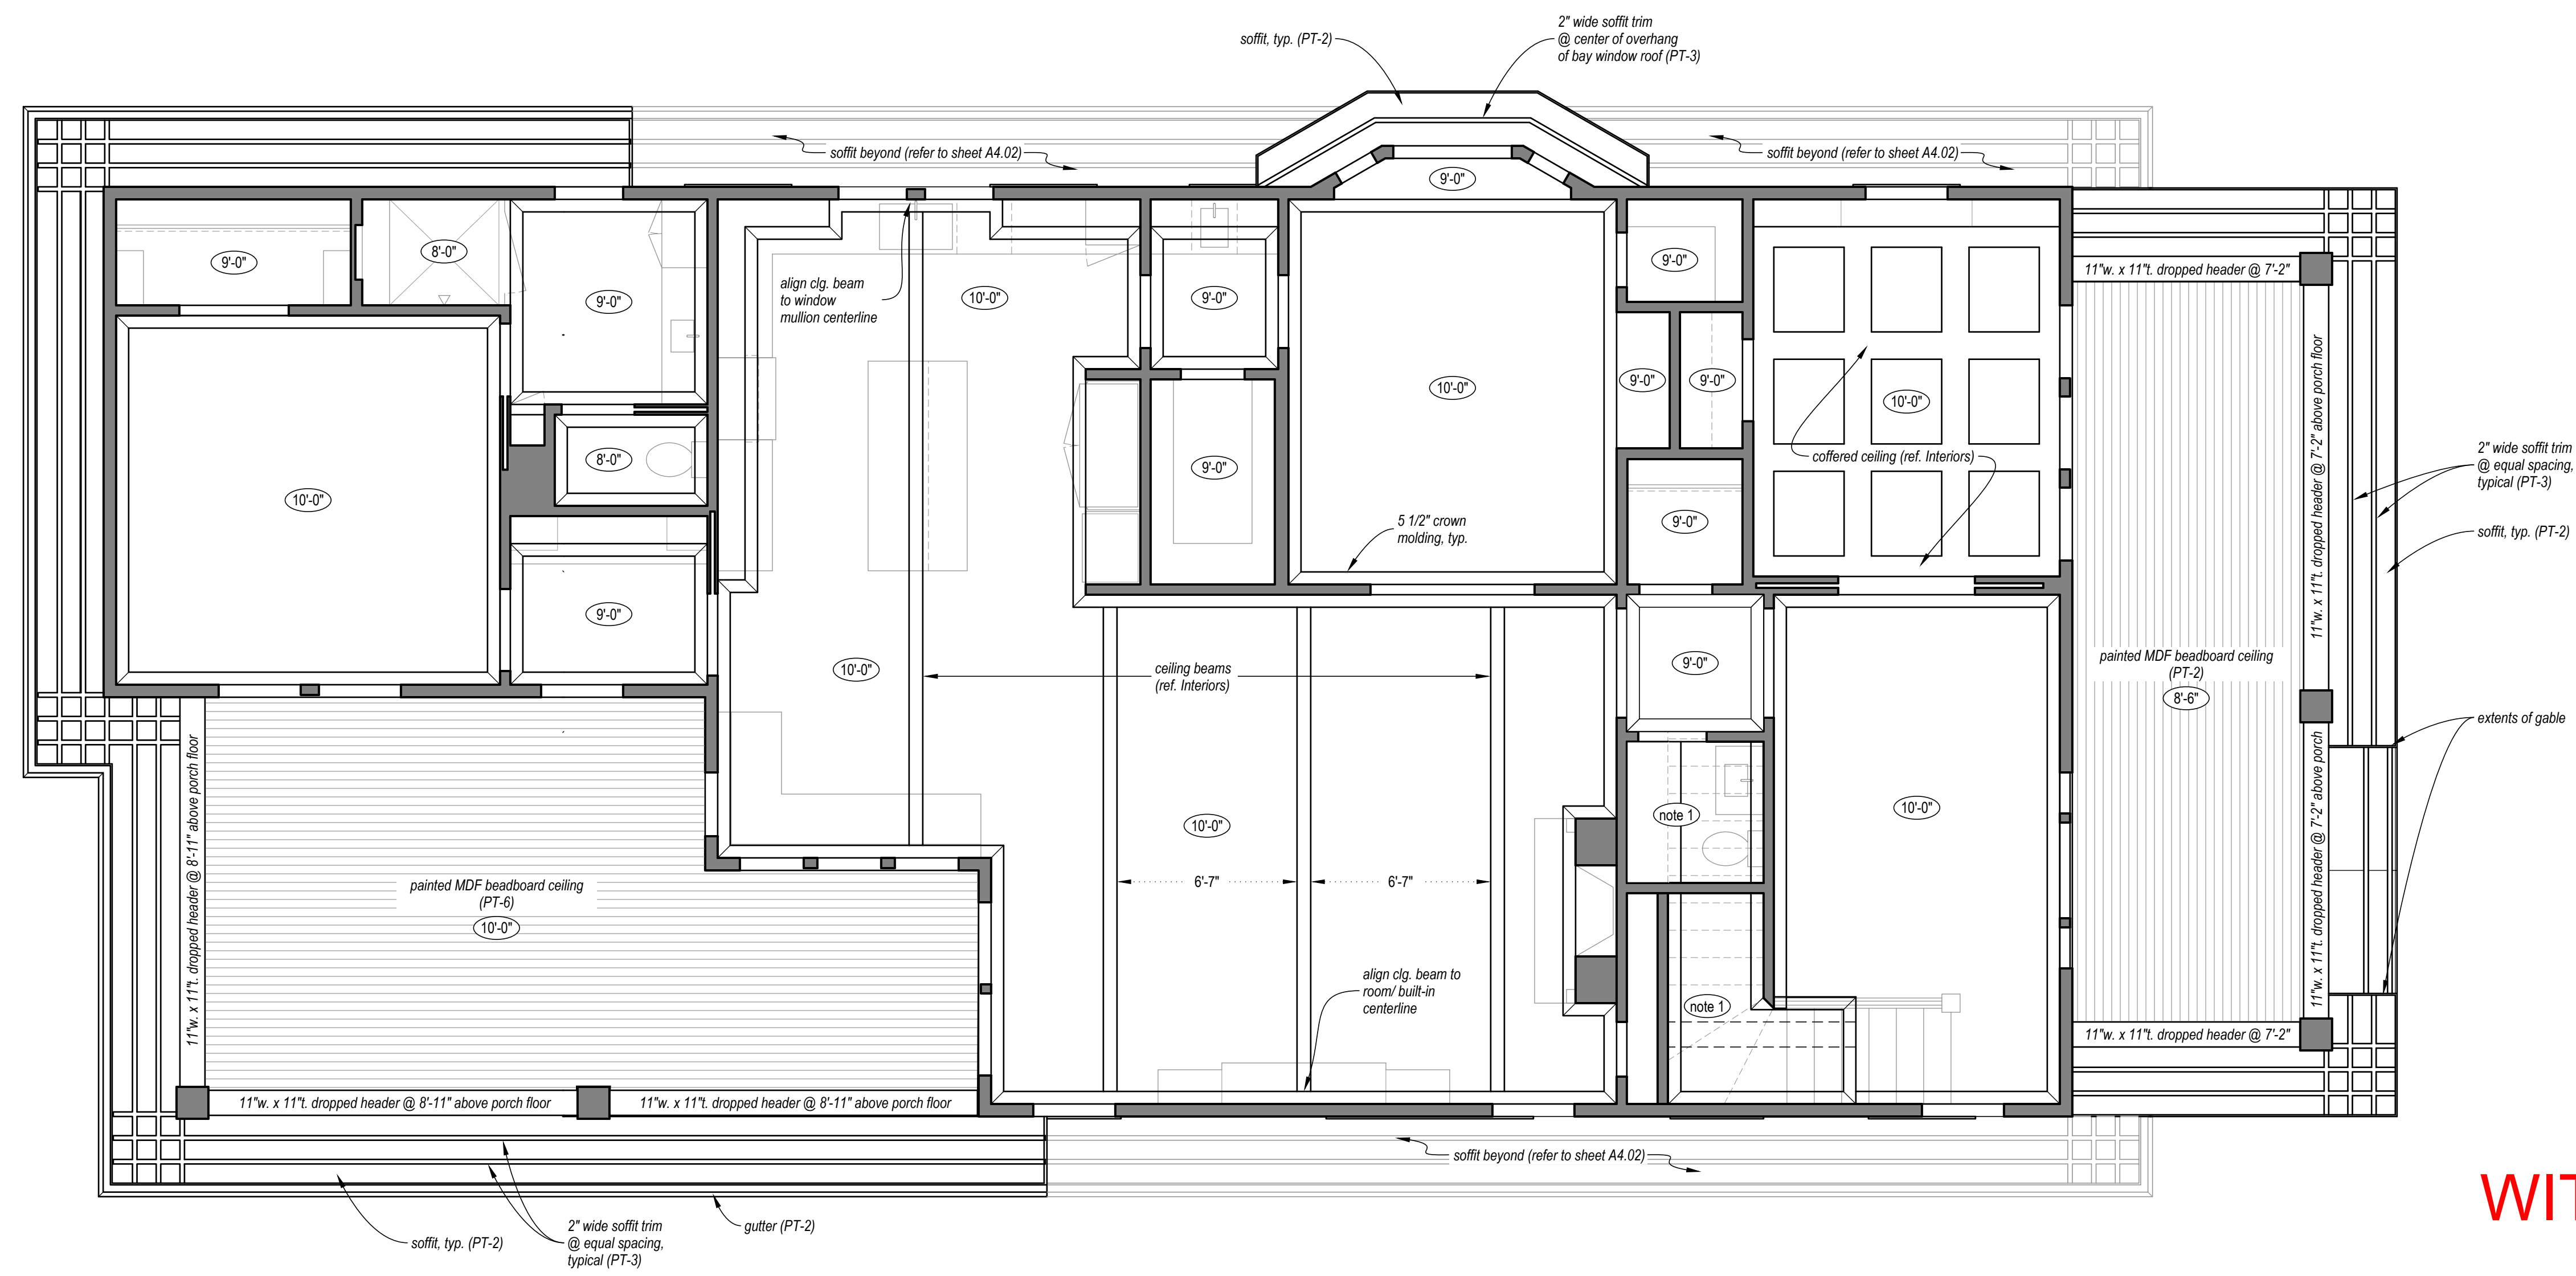 soffit, typ. (PT-2)
2" wide soffit trim
@ center of overhang
of bay window roof (PT-3)
soffit beyond (refer to sheet A4.02)
soffit beyond (refer to sheet A4.02)
9'-0"
9'-0"
8'-0"
9'-0"
align clg. beam
to window
mullion centerline
10'-0"
9'-0"
9'-0"
11"w. x 11"t. dropped header @ 7'-2"
10'-0"
9'-0"
9'-0"
10'-0"
coffered ceiling (ref. Interiors)
11"w. x 11"t. dropped header @ 7'-2" above porch floor
2" wide soffit trim
@ equal spacing,
typical (PT-3)
soffit, typ. (PT-2)
10'-0"
8'-0"
9'-0"
5 1/2" crown
molding, typ.
9'-0"
9'-0"
10'-0"
ceiling beams
(ref. Interiors)
9'-0"
painted MDF beadboard ceiling
(PT-2)
8'-6"
extents of gable
11"w. x 11"t. dropped header @ 8'-11" above porch floor
10'-0"
note 1
10'-0"
11"w. x 11"t. dropped header @ 7'-2" above porch
painted MDF beadboard ceiling
(PT-6)
10'-0"
6'-7"
6'-7"
align clg. beam to
room/ built-in
centerline
note 1
11"w. x 11"t. dropped header @ 7'-2"
11"w. x 11"t. dropped header @ 8'-11" above porch floor
11"w. x 11"t. dropped header @ 8'-11" above porch floor
soffit beyond (refer to sheet A4.02)
soffit, typ. (PT-2)
2" wide soffit trim
@ equal spacing,
typical (PT-3)
gutter (PT-2)